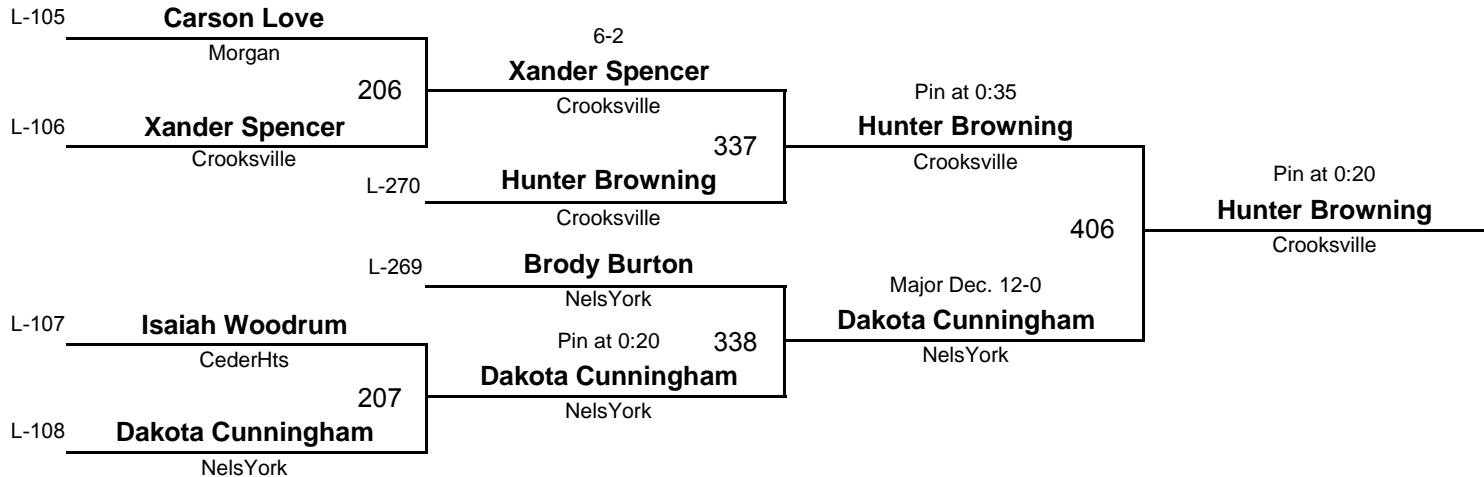 L-105
Carson Love
Morgan
206
L-106
Xander Spencer
Crooksville
6-2
Xander Spencer
Crooksville
337
L-270
Hunter Browning
Crooksville
Pin at 0:35
Hunter Browning
Crooksville
406
Pin at 0:20
Hunter Browning
Crooksville
L-269
Brody Burton
NelsYork
338
Major Dec. 12-0
Dakota Cunningham
NelsYork
L-107
Isaiah Woodrum
CederHts
207
Pin at 0:20
Dakota Cunningham
NelsYork
L-108
Dakota Cunningham
NelsYork